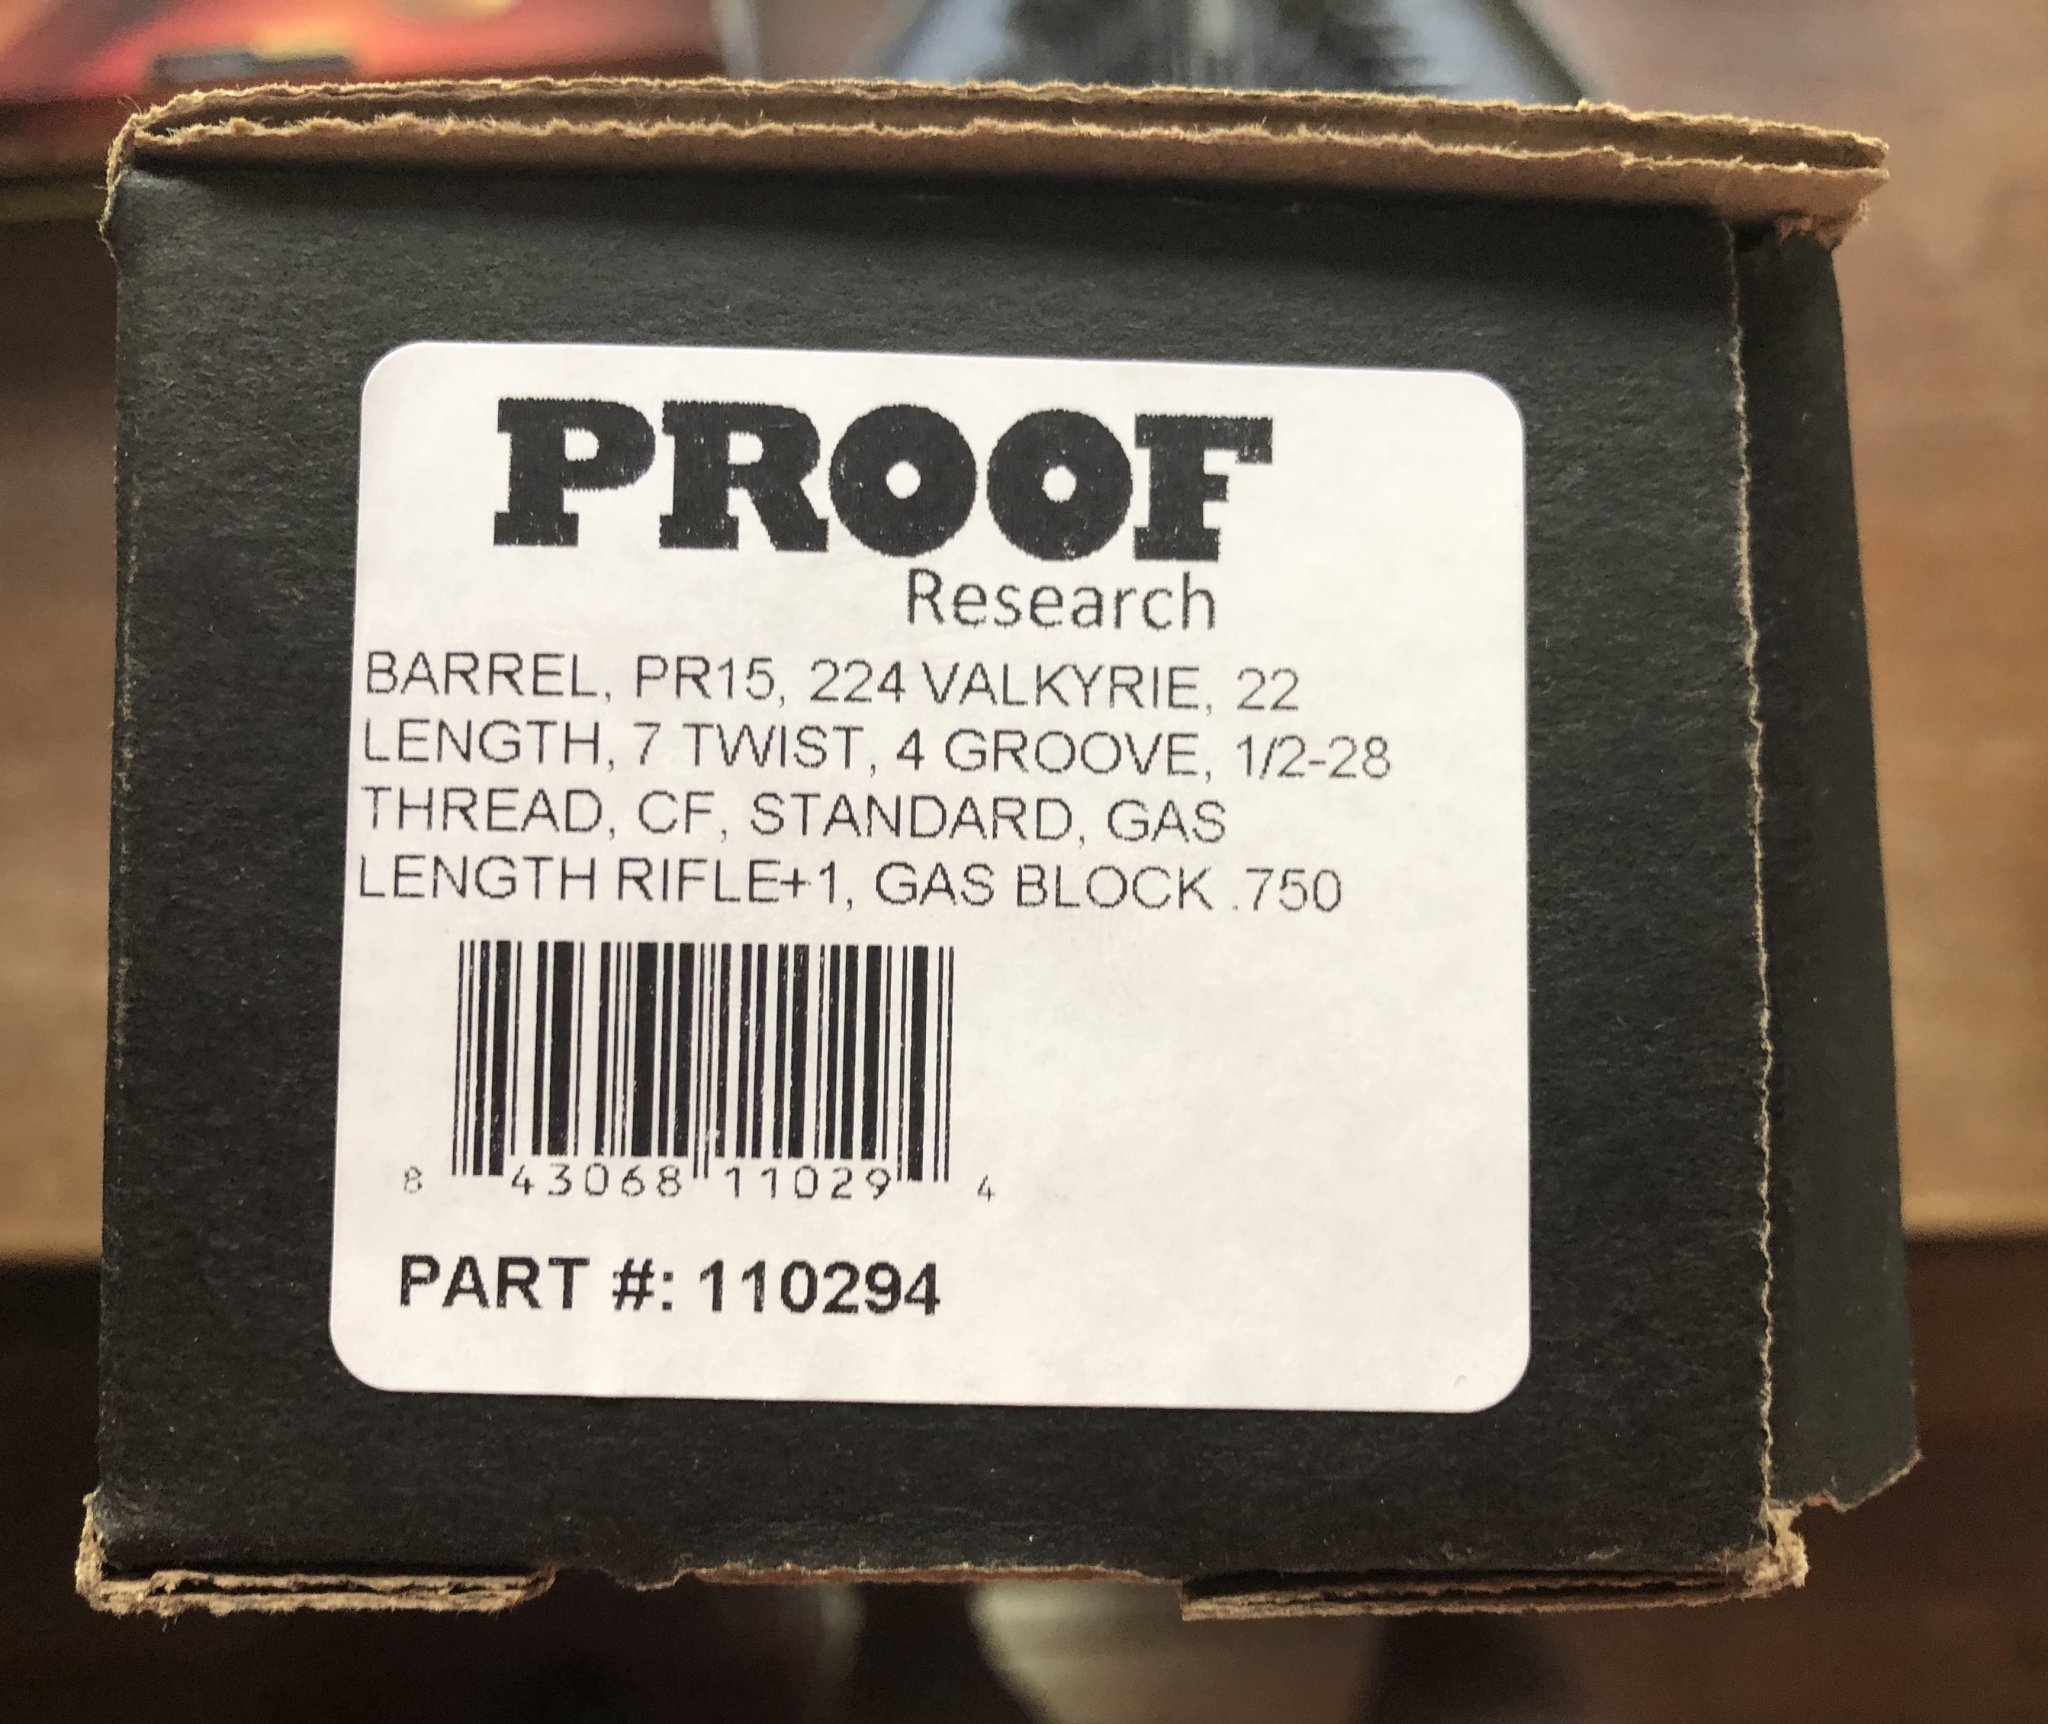 PROOF
Research
BARREL, PR15, 224 VALKYRIE, 22
LENGTH, 7 TWIST, 4 GROOVE, 1/2-28
THREAD, CF, STANDARD, GAS
LENGTH RIFLE+1, GAS BLOCK .750
8 43068 11029 4
PART #: 110294